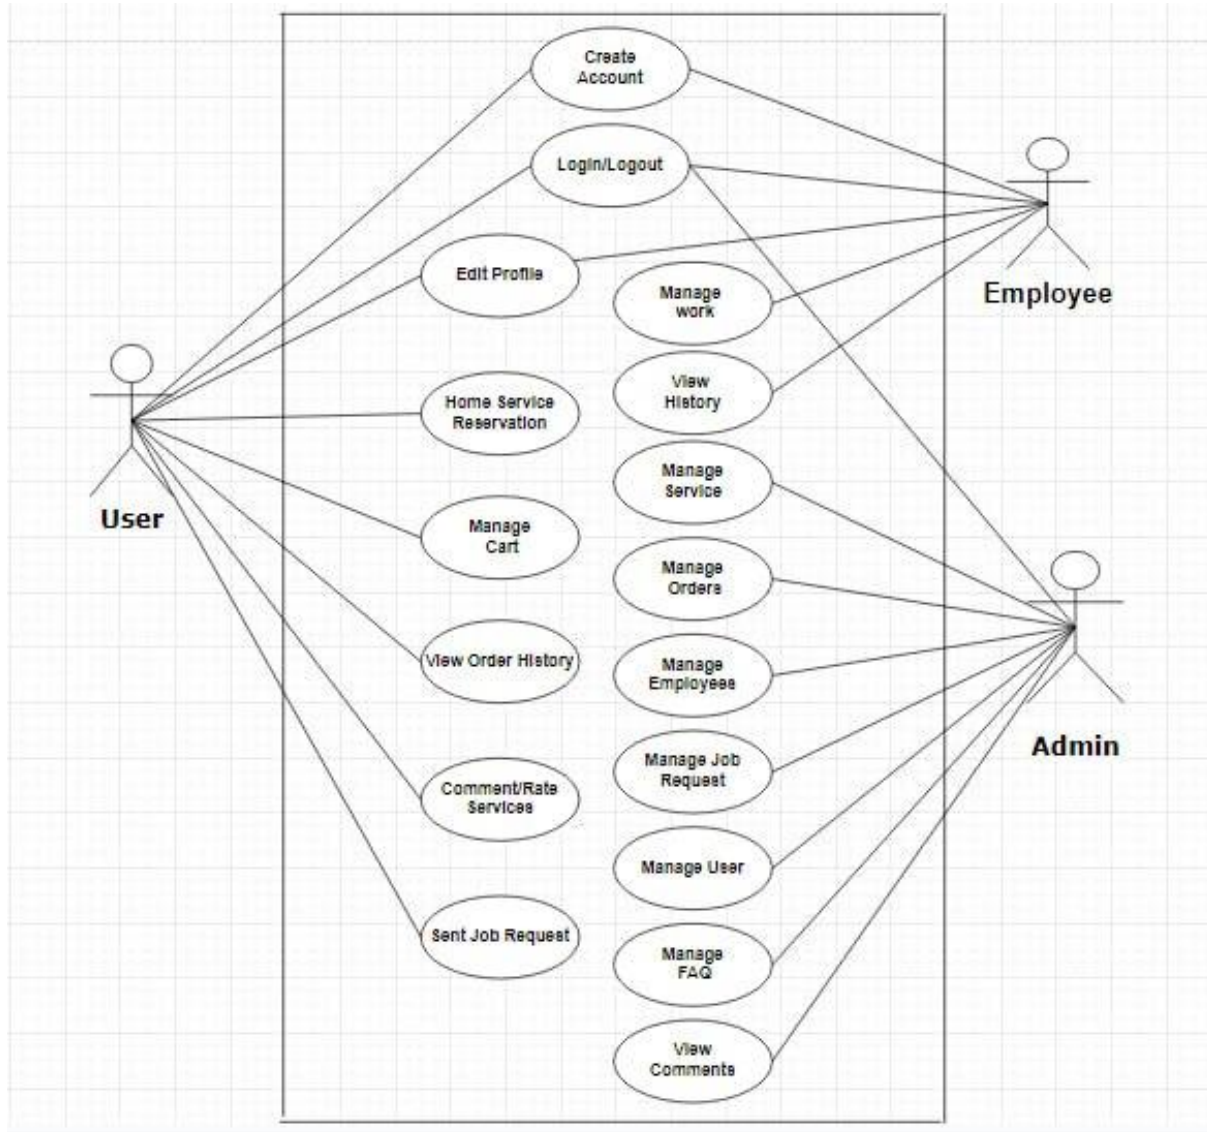 Create
Account
Login/Logout
Edit Profile
Manage
work
Employee
View
History
Home Service
Reservation
Manage
Service
User
Manage
Cart
Manage
Orders
View Order History
Manage
Employees
Admin
Manage Job
Request
Comment/Rate
Services
Manage User
Sent Job Request
Manage
FAQ
View
Comments